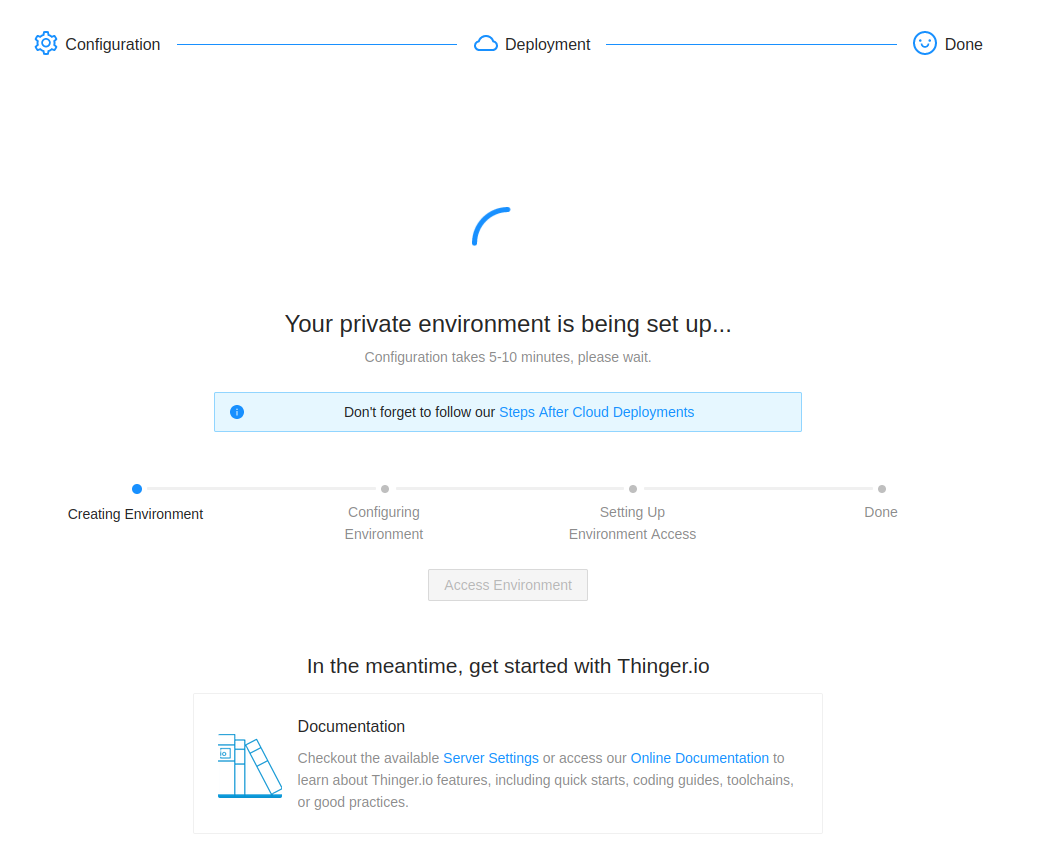 Configuration
Deployment
Done
Your private environment is being set up...
Configuration takes 5-10 minutes, please wait.
Don't forget to follow our Steps After Cloud Deployments
Creating Environment
Configuring
Environment
Setting Up
Environment Access
Done
Access Environment
In the meantime, get started with Thinger.io
Documentation
Checkout the available Server Settings or access our Online Documentation to
learn about Thinger.io features, including quick starts, coding guides, toolchains,
or good practices.